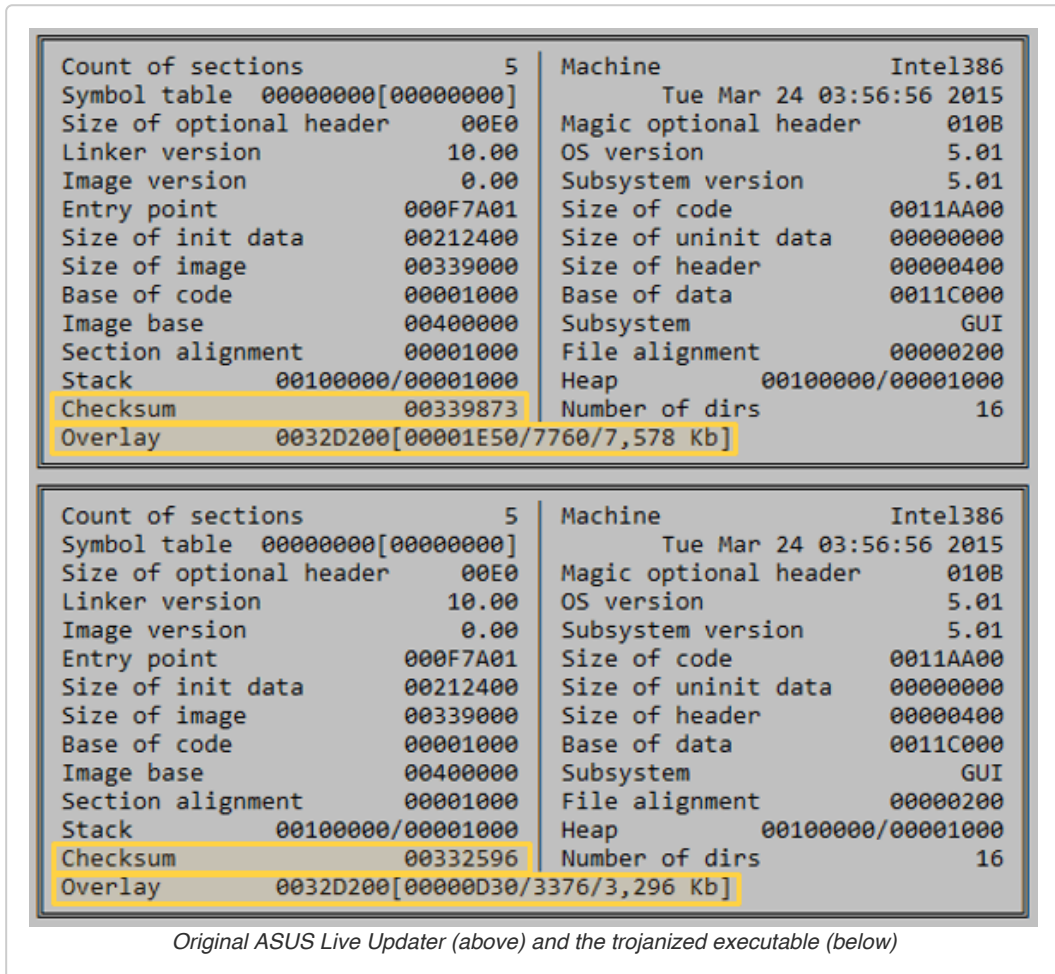 Count of sections 5 Machine Intel386
Symbol table 00000000[00000000] Tue Mar 24 03:56:56 2015
Size of optional header 00E0 Magic optional header 010B
Linker version 10.00 OS version 5.01
Image version 0.00 Subsystem version 5.01
Entry point 000F7A01 Size of code 0011AA00
Size of init data 00212400 Size of uninit data 00000000
Size of image 00339000 Size of header 00000400
Base of code 00001000 Base of data 0011C000
Image base 00400000 Subsystem GUI
Section alignment 00001000 File alignment 00000200
Stack 00100000/00001000 Heap 00100000/00001000
Checksum 00339873 Number of dirs 16
Overlay 0032D200[00001E50/7760/7,578 Kb]
Count of sections 5 Machine Intel386
Symbol table 00000000[00000000] Tue Mar 24 03:56:56 2015
Size of optional header 00E0 Magic optional header 010B
Linker version 10.00 OS version 5.01
Image version 0.00 Subsystem version 5.01
Entry point 000F7A01 Size of code 0011AA00
Size of init data 00212400 Size of uninit data 00000000
Size of image 00339000 Size of header 00000400
Base of code 00001000 Base of data 0011C000
Image base 00400000 Subsystem GUI
Section alignment 00001000 File alignment 00000200
Stack 00100000/00001000 Heap 00100000/00001000
Checksum 00332596 Number of dirs 16
Overlay 0032D200[00000D30/3376/3,296 Kb]
Original ASUS Live Updater (above) and the trojanized executable (below)